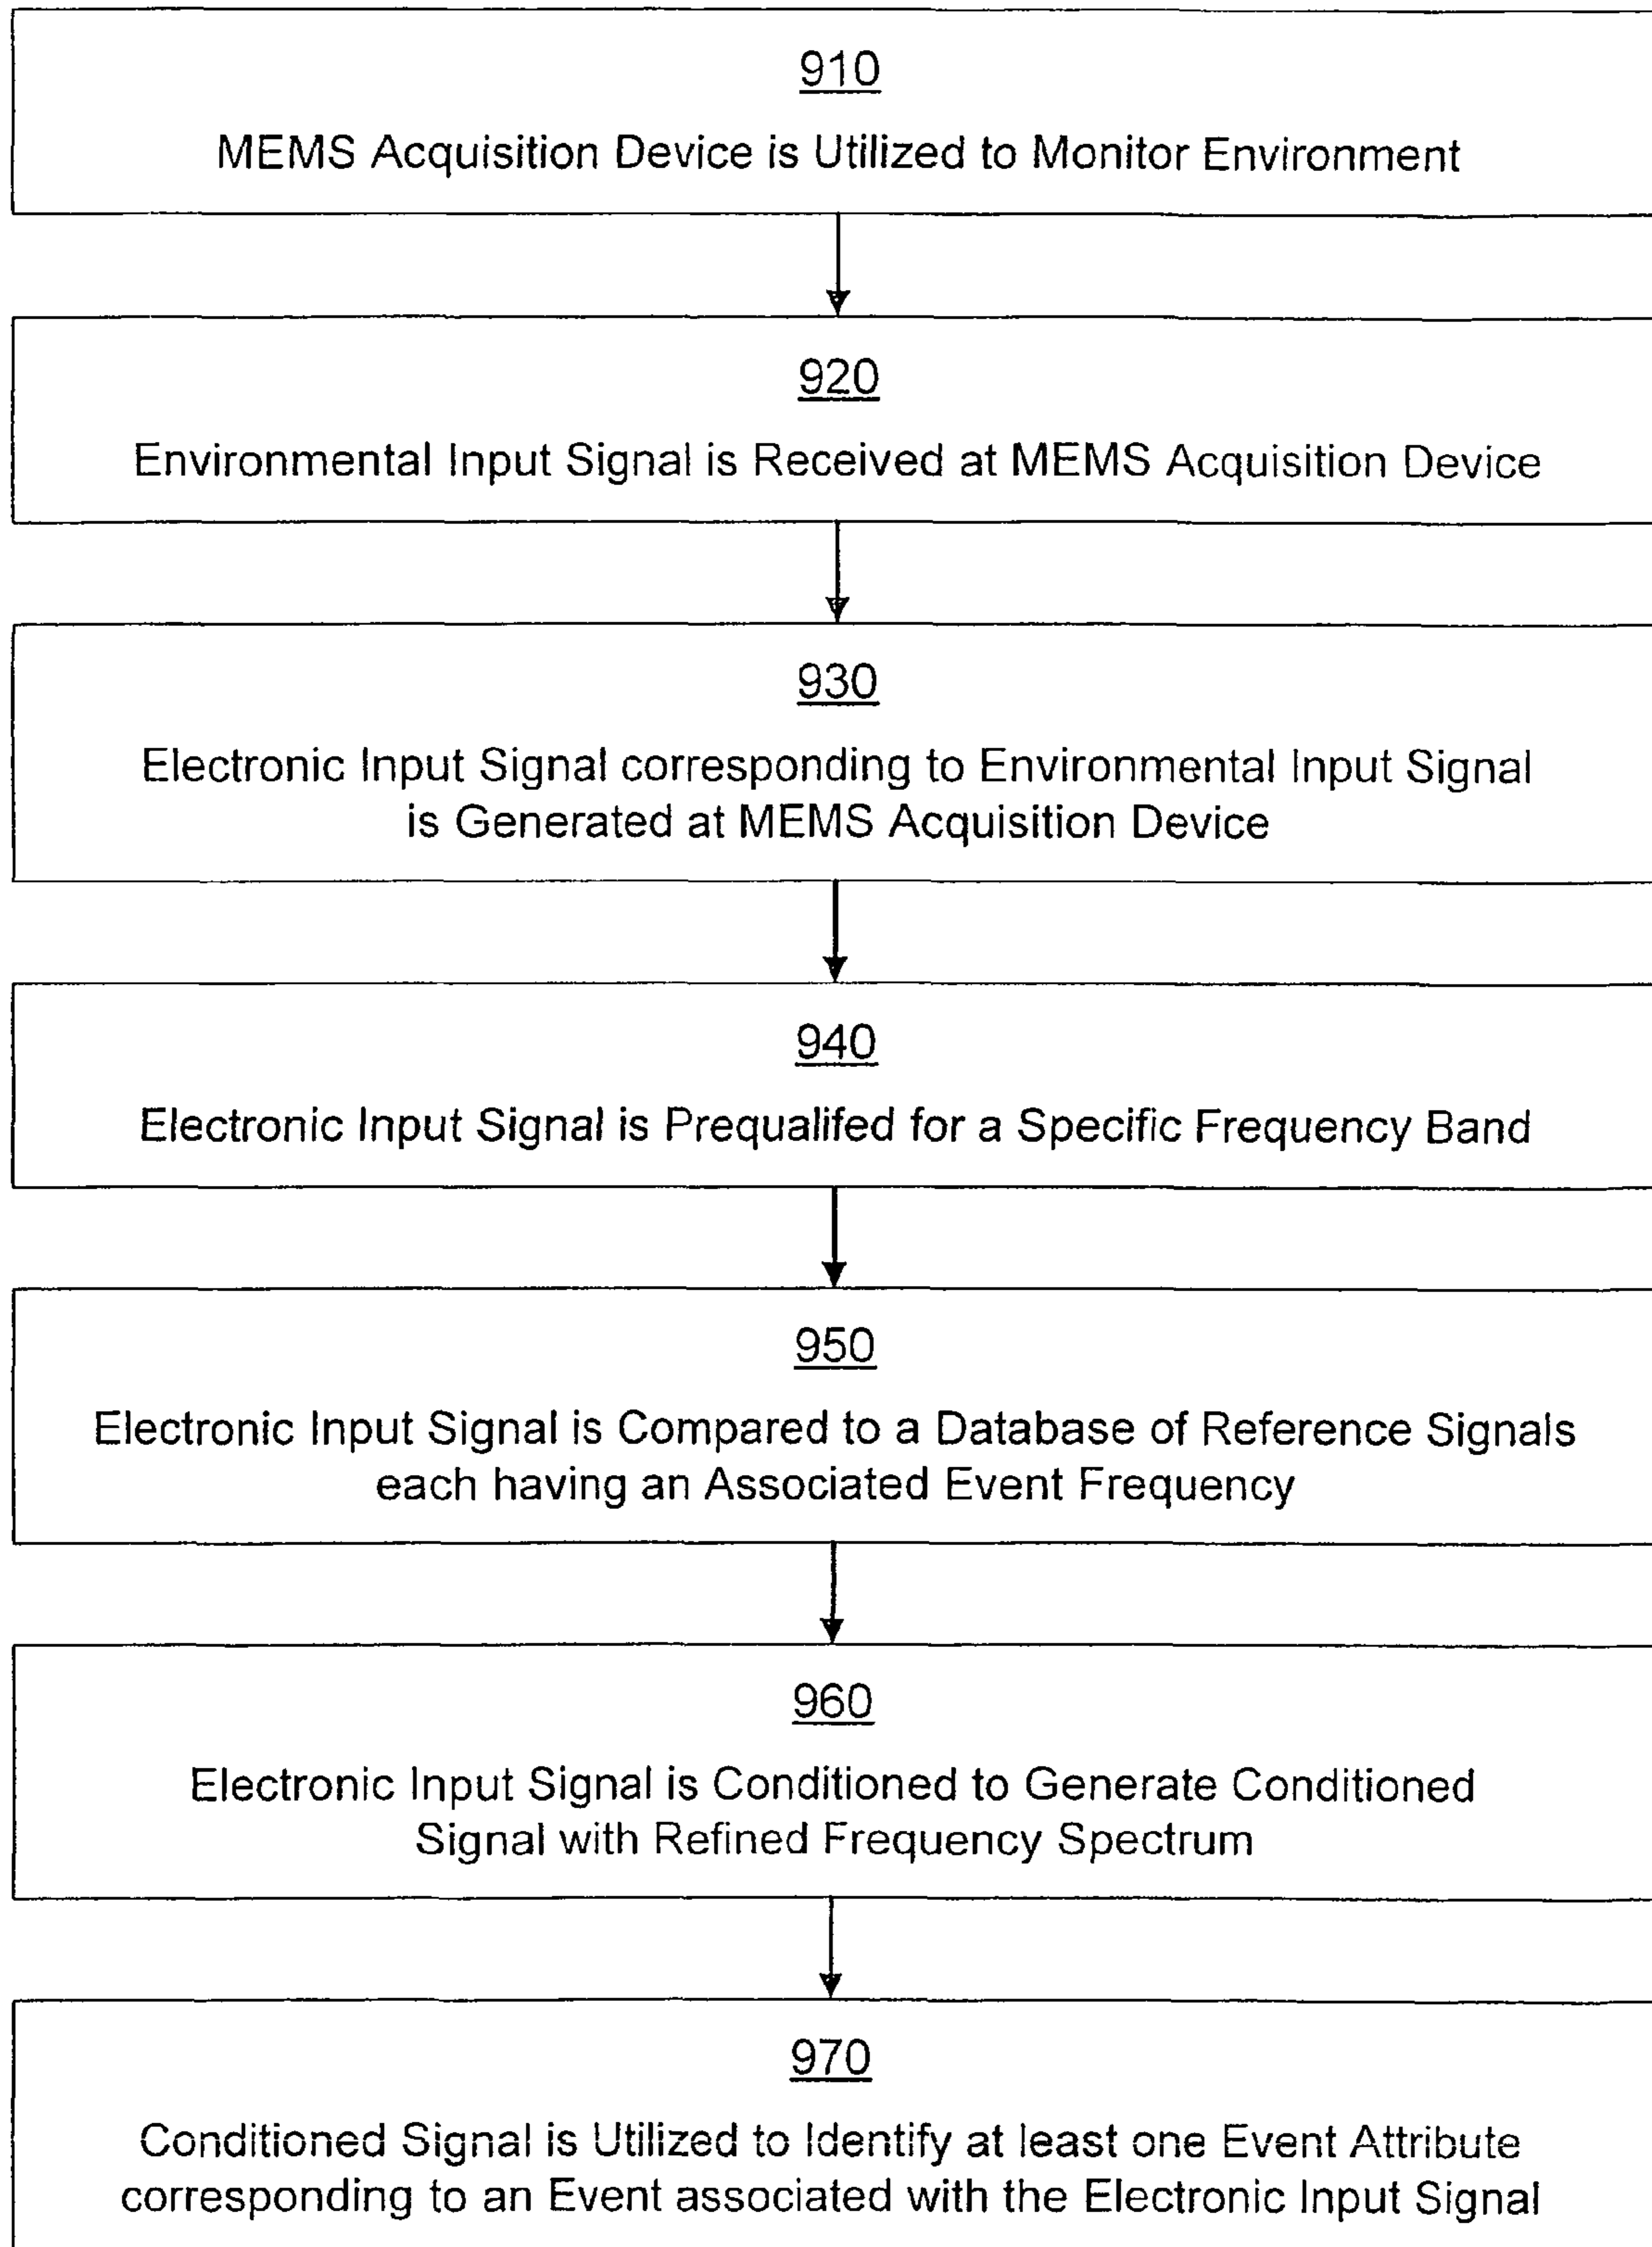 910
MEMS Acquisition Device is Utilized to Monitor Environment
920
Environmental Input Signal is Received at MEMS Acquisition Device
930
Electronic Input Signal corresponding to Environmental Input Signal
is Generated at MEMS Acquisition Device
940
Electronic Input Signal is Prequalifed for a Specific Frequency Band
950
Electronic Input Signal is Compared to a Database of Reference Signals
each having an Associated Event Frequency
960
Electronic Input Signal is Conditioned to Generate Conditioned
Signal with Refined Frequency Spectrum
970
Conditioned Signal is Utilized to Identify at least one Event Attribute
corresponding to an Event associated with the Electronic Input Signal